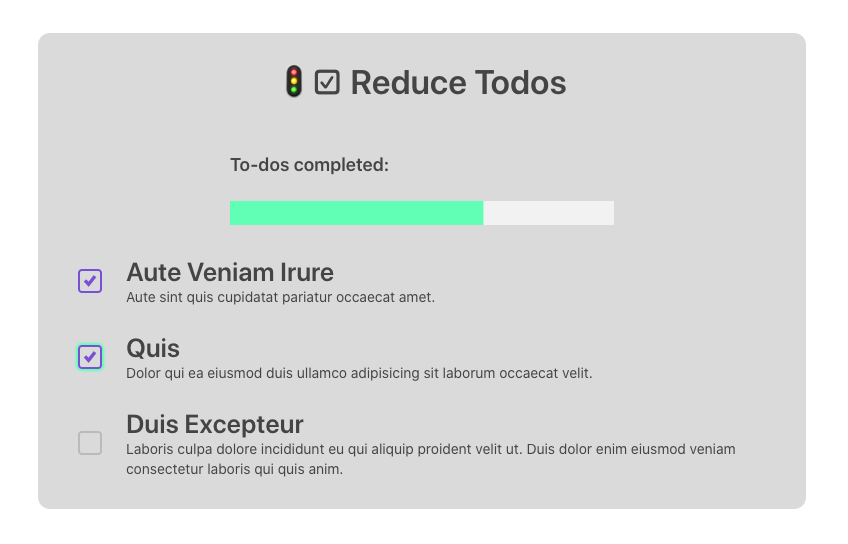 🚦 ☑ Reduce Todos
To-dos completed:
Aute Veniam Irure
Aute sint quis cupidatat pariatur occaecat amet.
Quis
Dolor qui ea eiusmod duis ullamco adipisicing sit laborum occaecat velit.
Duis Excepteur
Laboris culpa dolore incididunt eu qui aliquip proident velit ut. Duis dolor enim eiusmod veniam
consectetur laboris qui quis anim.